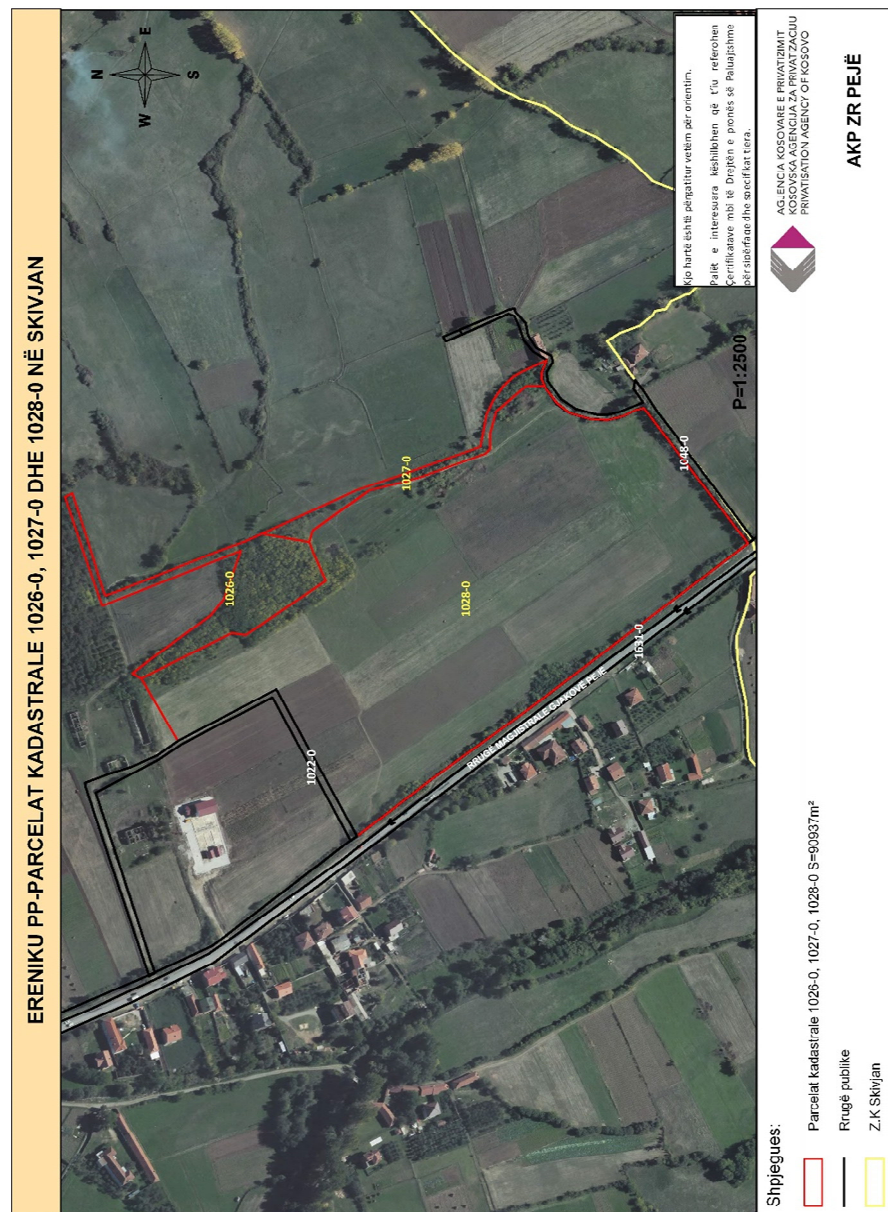 ERENIKU PP-PARCELAT KADASTRALE 1026-0, 1027-0 DHE 1028-0 NË SKIVJAN
N
E
W
S
1026-0
1027-0
1028-0
1022-0
1048-0
1631-0
RRUGË MAGJISTRALE GJAKOVË PEJË
P=1:2500
Kjo hartë është përgatitur vetëm për orientim.
Palët e interesuara këshillohen që t'iu referohen
Çertifikatave mbi të Drejtën e pronës së Paluajtshme
për sipërfaqe dhe specifikat tjera.
Shpjegues:
Parcelat kadastrale 1026-0, 1027-0, 1028-0 S=90937m²
Rrugë publike
Z.K Skivjan
AGJENCIA KOSOVARE E PRIVATIZIMIT
KOSOVSKA AGENCIJA ZA PRIVATIZACIJU
PRIVATISATION AGENCY OF KOSOVO
AKP ZR PEJË